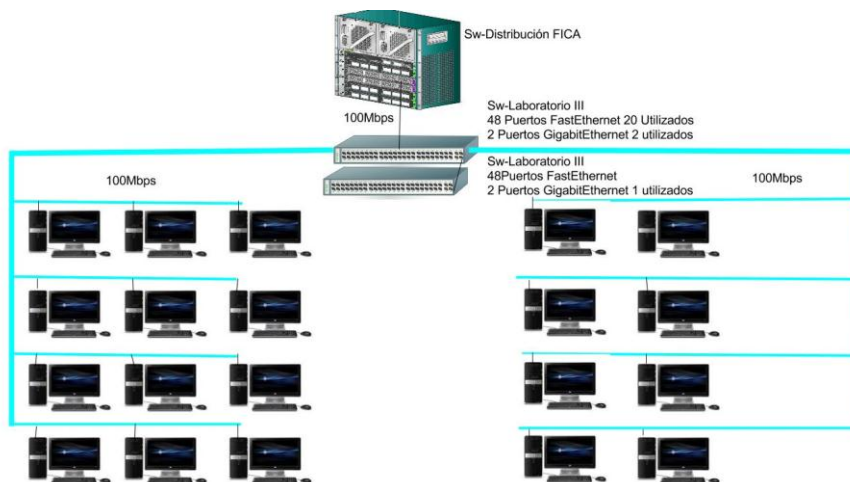 Sw-Distribución FICA
100Mbps
Sw-Laboratorio III
48 Puertos FastEthernet 20 Utilizados
2 Puertos GigabitEthernet 2 utilizados
Sw-Laboratorio III
48Puertos FastEthernet
2 Puertos GigabitEthernet 1 utilizados
100Mbps
100Mbps